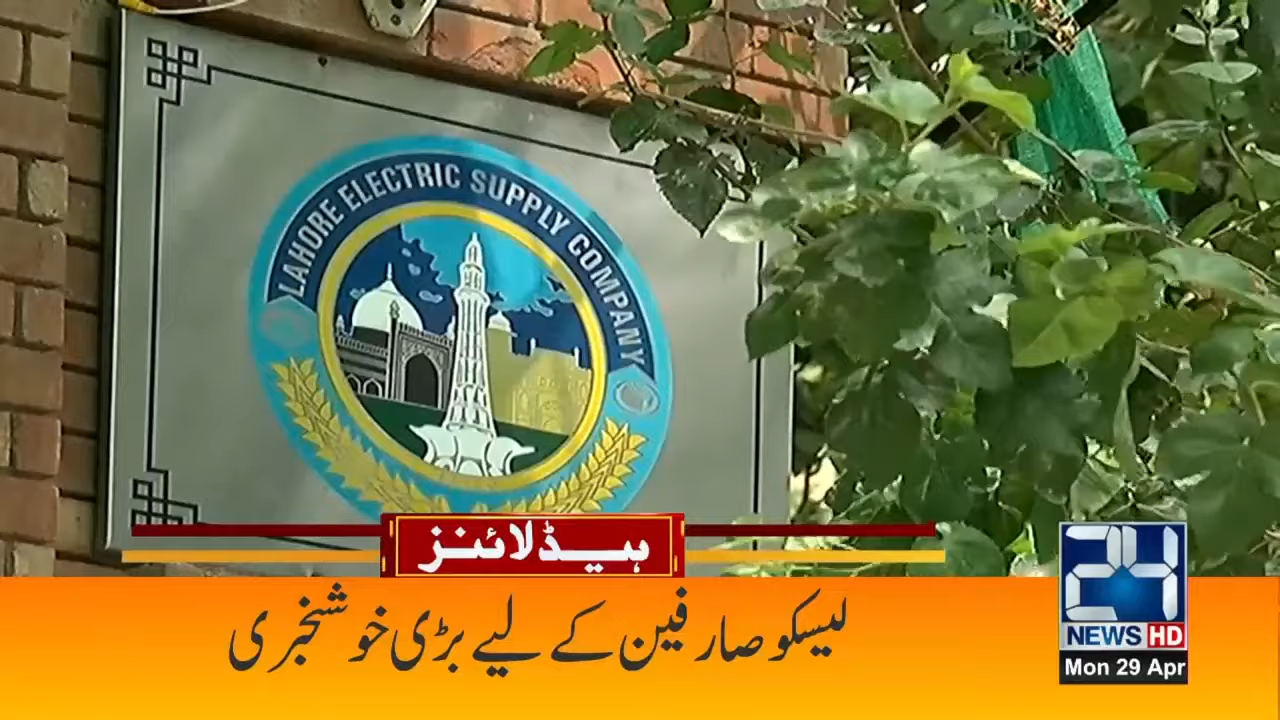 LAHORE ELECTRIC SUPPLY COMPANY
ہیڈلائنز
لیسکو صارفین کے لیے بڑی خوشخبری
24
NEWS HD
Mon 29 Apr